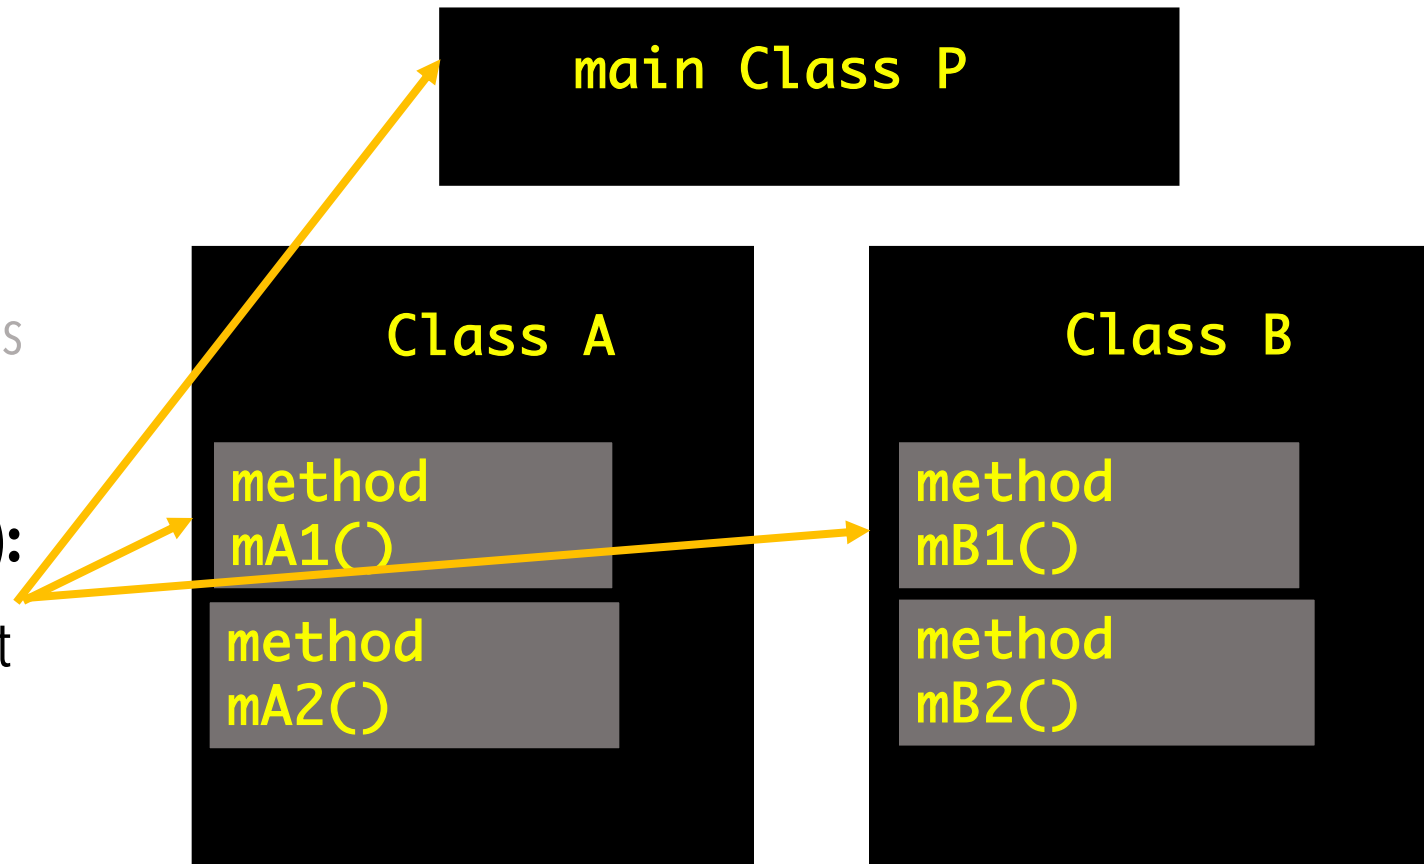 main Class P
s
Class A
Class B
method
mA1()
method
mB1()
):
method
mA2()
method
mB2()
t